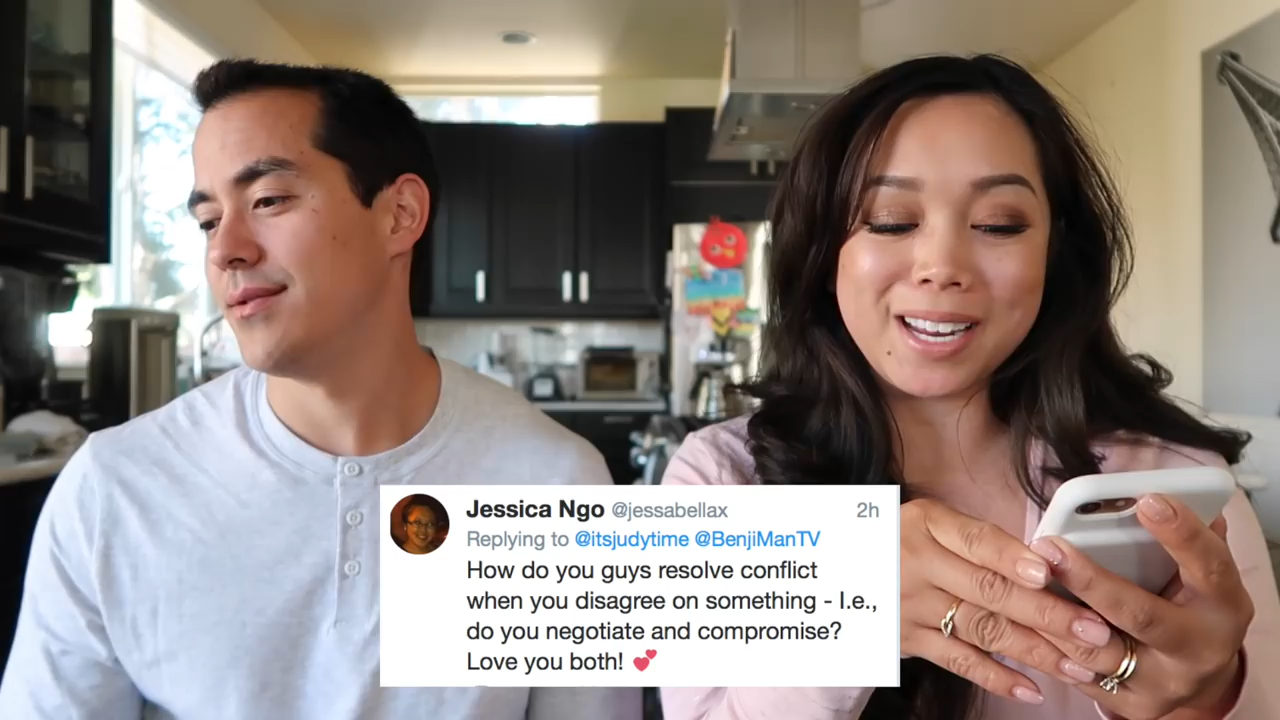 Jessica Ngo @jessabellax 2h
Replying to @itsjudytime @BenjiManTV
How do you guys resolve conflict
when you disagree on something - I.e.,
do you negotiate and compromise?
Love you both! 💕